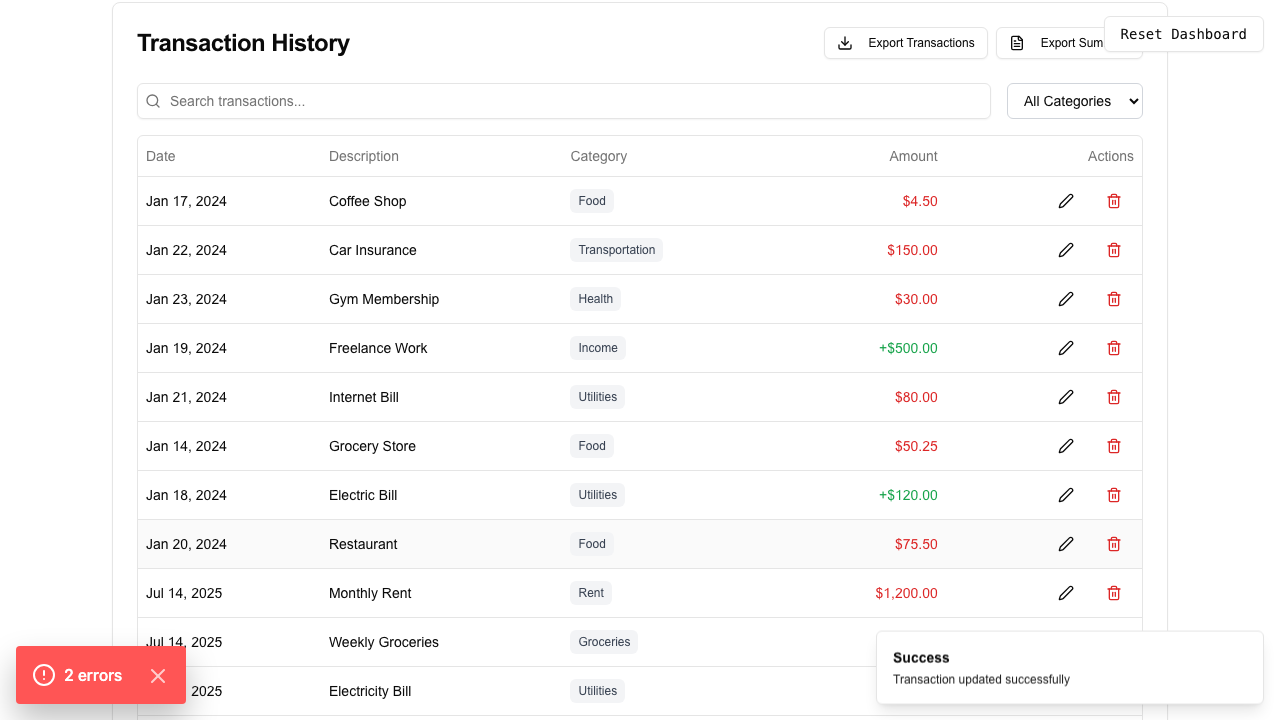 Transaction History
Export Transactions
Export Sum
Reset Dashboard
Search transactions...
All Categories
Date Description Category Amount Actions
Jan 17, 2024 Coffee Shop Food $4.50
Jan 22, 2024 Car Insurance Transportation $150.00
Jan 23, 2024 Gym Membership Health $30.00
Jan 19, 2024 Freelance Work Income +$500.00
Jan 21, 2024 Internet Bill Utilities $80.00
Jan 14, 2024 Grocery Store Food $50.25
Jan 18, 2024 Electric Bill Utilities +$120.00
Jan 20, 2024 Restaurant Food $75.50
Jul 14, 2025 Monthly Rent Rent $1,200.00
Jul 14, 2025 Weekly Groceries Groceries
2025 Electricity Bill Utilities
2 errors
Success
Transaction updated successfully